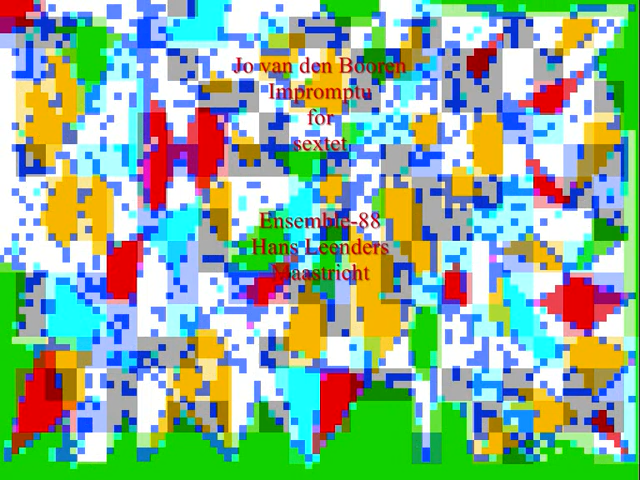 Jo van den Booren
Impromptu
for
sextet
Ensemble-88
Hans Leenders
Maastricht